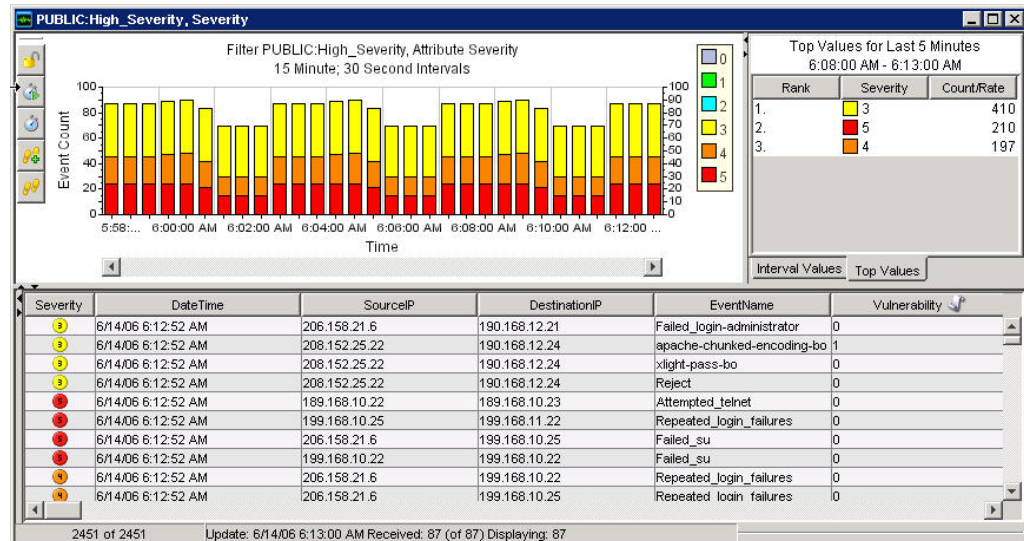 PUBLIC:High_Severity, Severity
Filter PUBLIC:High_Severity, Attribute Severity
15 Minute; 30 Second Intervals
Event Count
100
80
60
40
20
0
100
90
80
70
60
50
40
30
20
10
0
5:58:... 6:00:00 AM 6:02:00 AM 6:04:00 AM 6:06:00 AM 6:08:00 AM 6:10:00 AM 6:12:00 ...
Time
0
1
2
3
4
5
Top Values for Last 5 Minutes
6:08:00 AM - 6:13:00 AM
Rank Severity Count/Rate
1. 3 410
2. 5 210
3. 4 197
Interval Values Top Values
Severity DateTime SourceIP DestinationIP EventName Vulnerability
3 6/14/06 6:12:52 AM 206.158.21.6 190.168.12.21 Failed_login-administrator 0
3 6/14/06 6:12:52 AM 208.152.25.22 190.168.12.24 apache-chunked-encoding-bo 1
3 6/14/06 6:12:52 AM 208.152.25.22 190.168.12.24 xlight-pass-bo 0
3 6/14/06 6:12:52 AM 208.152.25.22 190.168.12.24 Reject 0
5 6/14/06 6:12:52 AM 189.168.10.22 189.168.10.23 Attempted_telnet 0
5 6/14/06 6:12:52 AM 199.168.10.25 199.168.11.22 Repeated_login_failures 0
5 6/14/06 6:12:52 AM 206.158.21.6 199.168.10.25 Failed_su 0
5 6/14/06 6:12:52 AM 199.168.10.22 199.168.10.22 Failed_su 0
4 6/14/06 6:12:52 AM 206.158.21.6 199.168.10.22 Repeated_login_failures 0
4 6/14/06 6:12:52 AM 206.158.21.6 199.168.10.25 Repeated_login_failures 0
2451 of 2451 Update: 6/14/06 6:13:00 AM Received: 87 (of 87) Displaying: 87